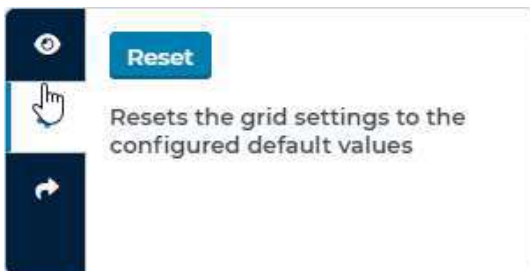 Reset
Resets the grid settings to the
configured default values